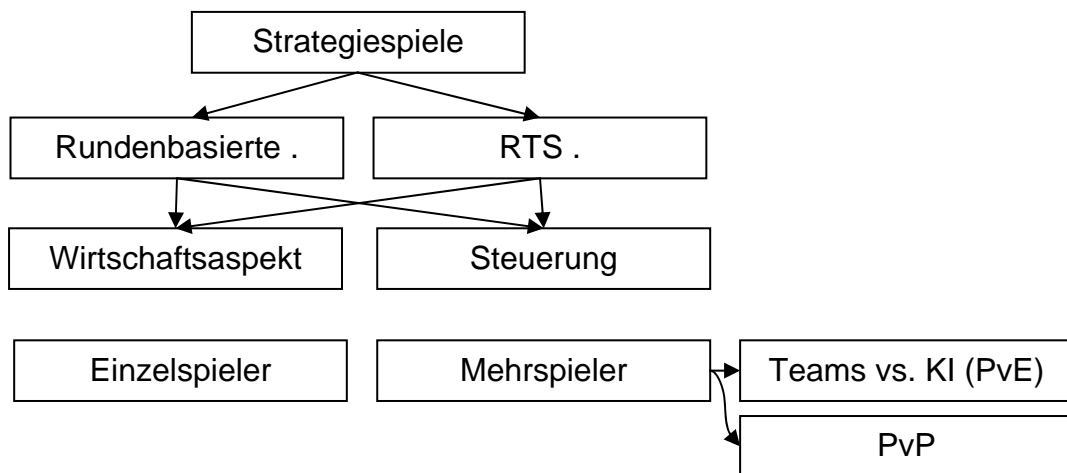 Strategiespiele
Rundenbasierte .
RTS .
Wirtschaftsaspekt
Steuerung
Einzelspieler
Mehrspieler
Teams vs. KI (PvE)
PvP